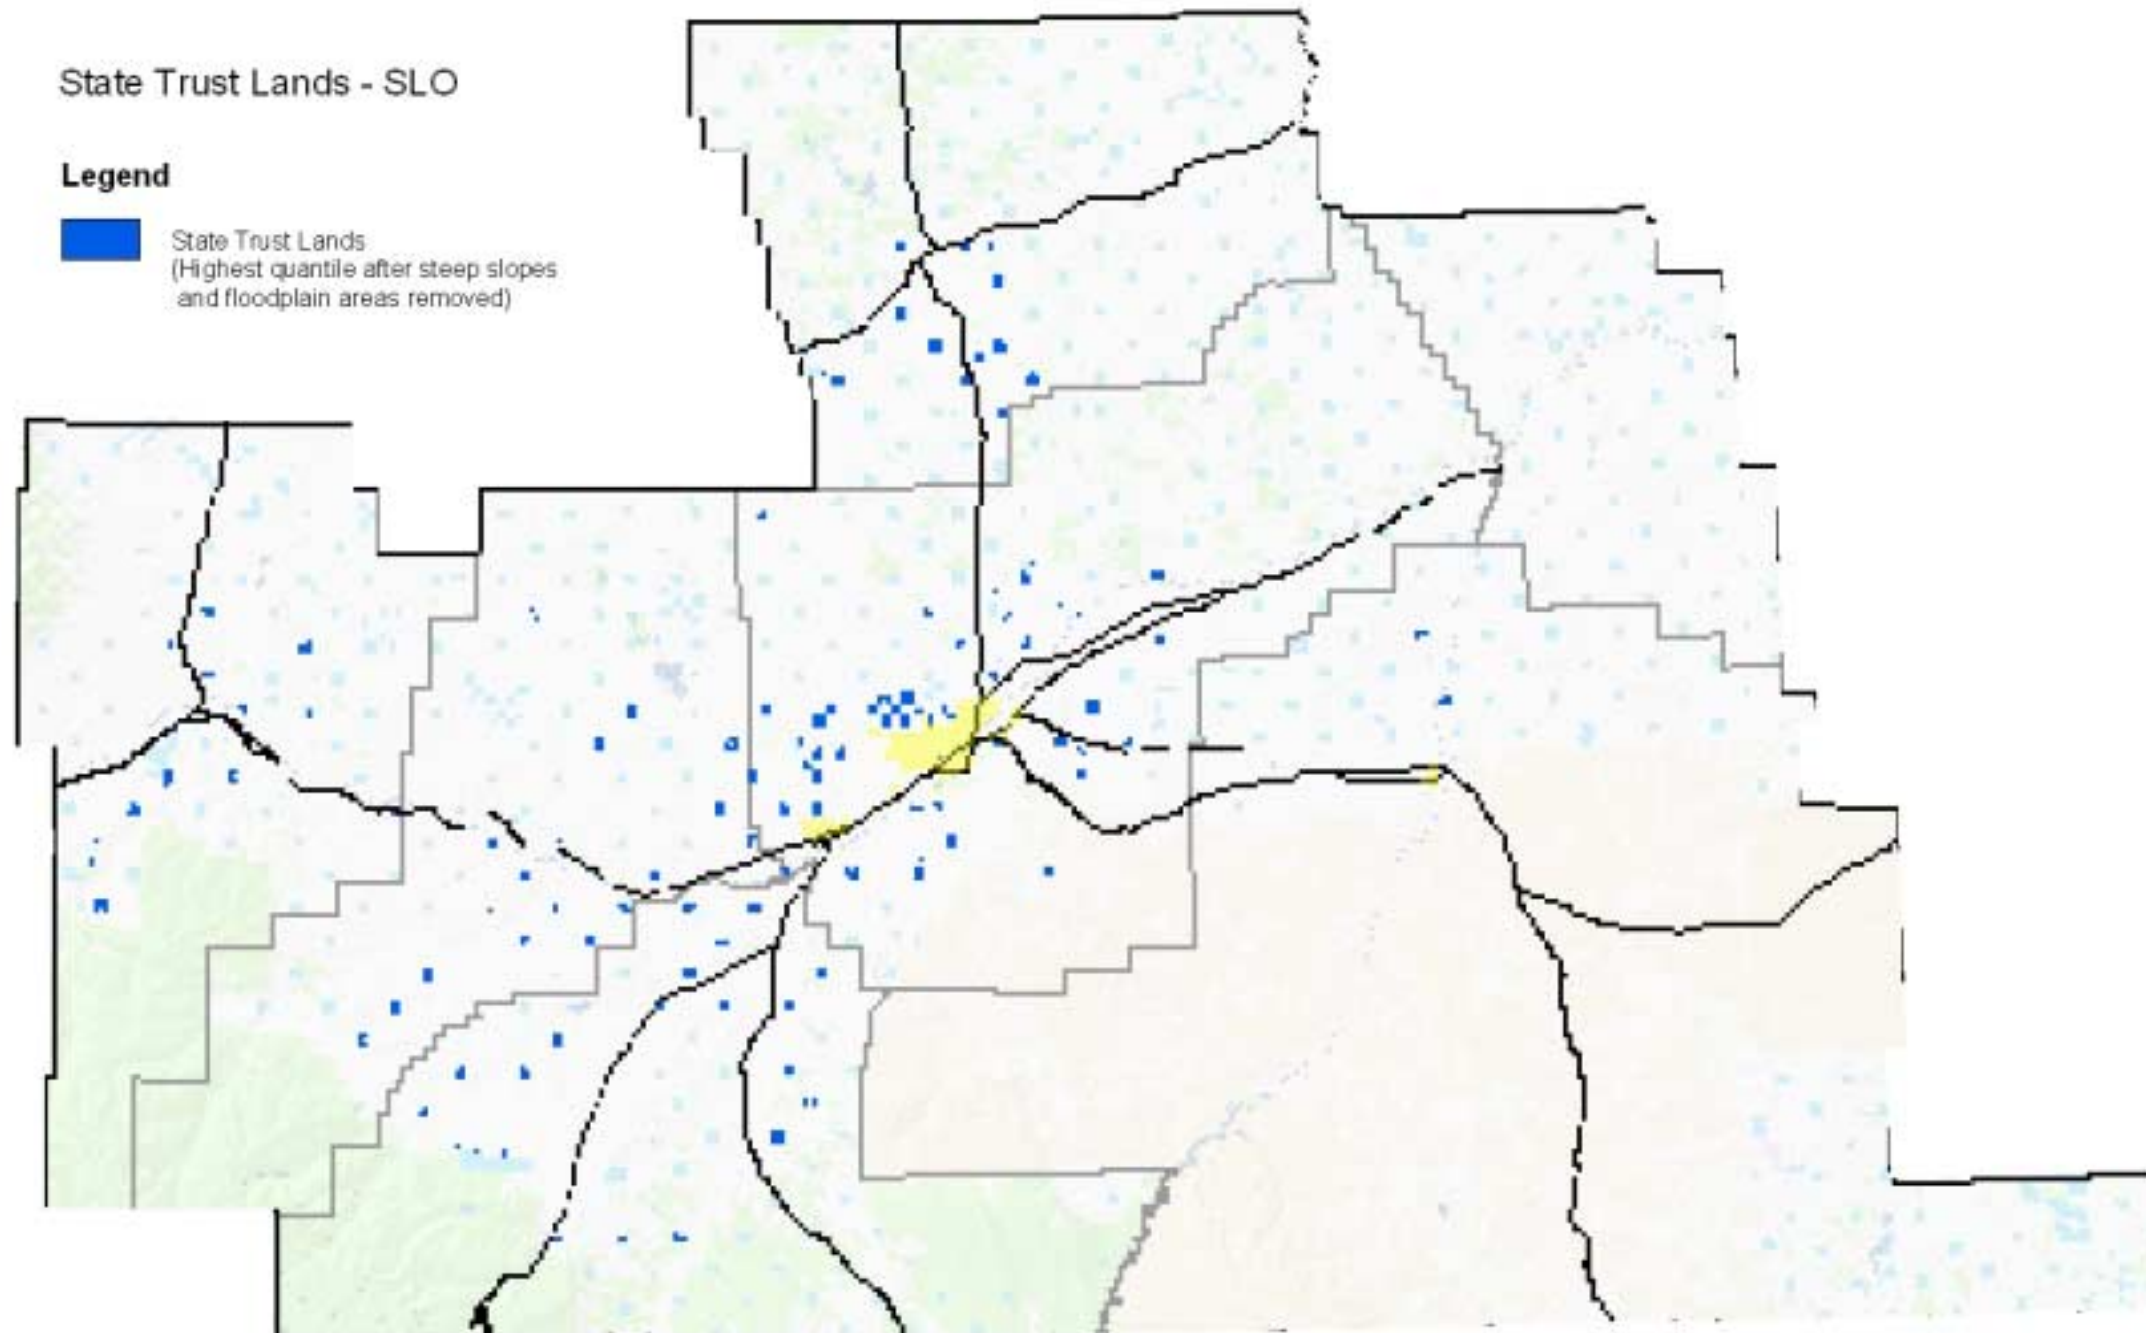 State Trust Lands - SLO
Legend
State Trust Lands
(Highest quantile after steep slopes
and floodplain areas removed)